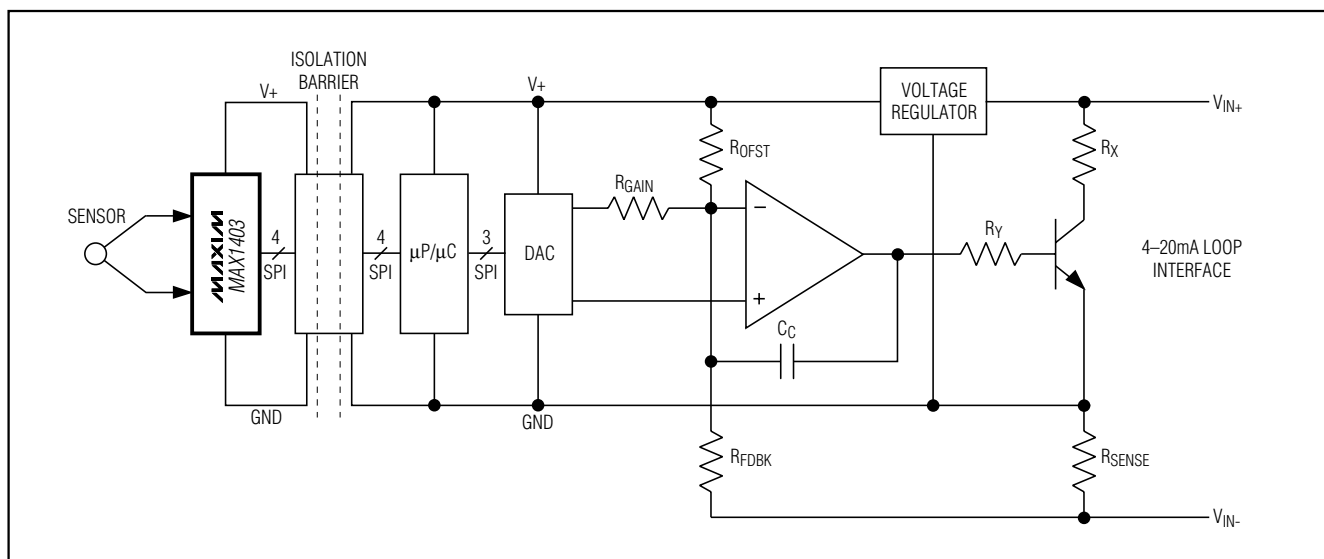 ISOLATION
BARRIER
V+
V+
VOLTAGE
REGULATOR
VIN+
ROFST
RX
RGAIN
SENSOR
MAXIM
MAX1403
4
SPI
4
SPI
µP/µC
3
SPI
DAC
−
+
RY
4–20mA LOOP
INTERFACE
CC
GND
GND
RFDBK
RSENSE
VIN-